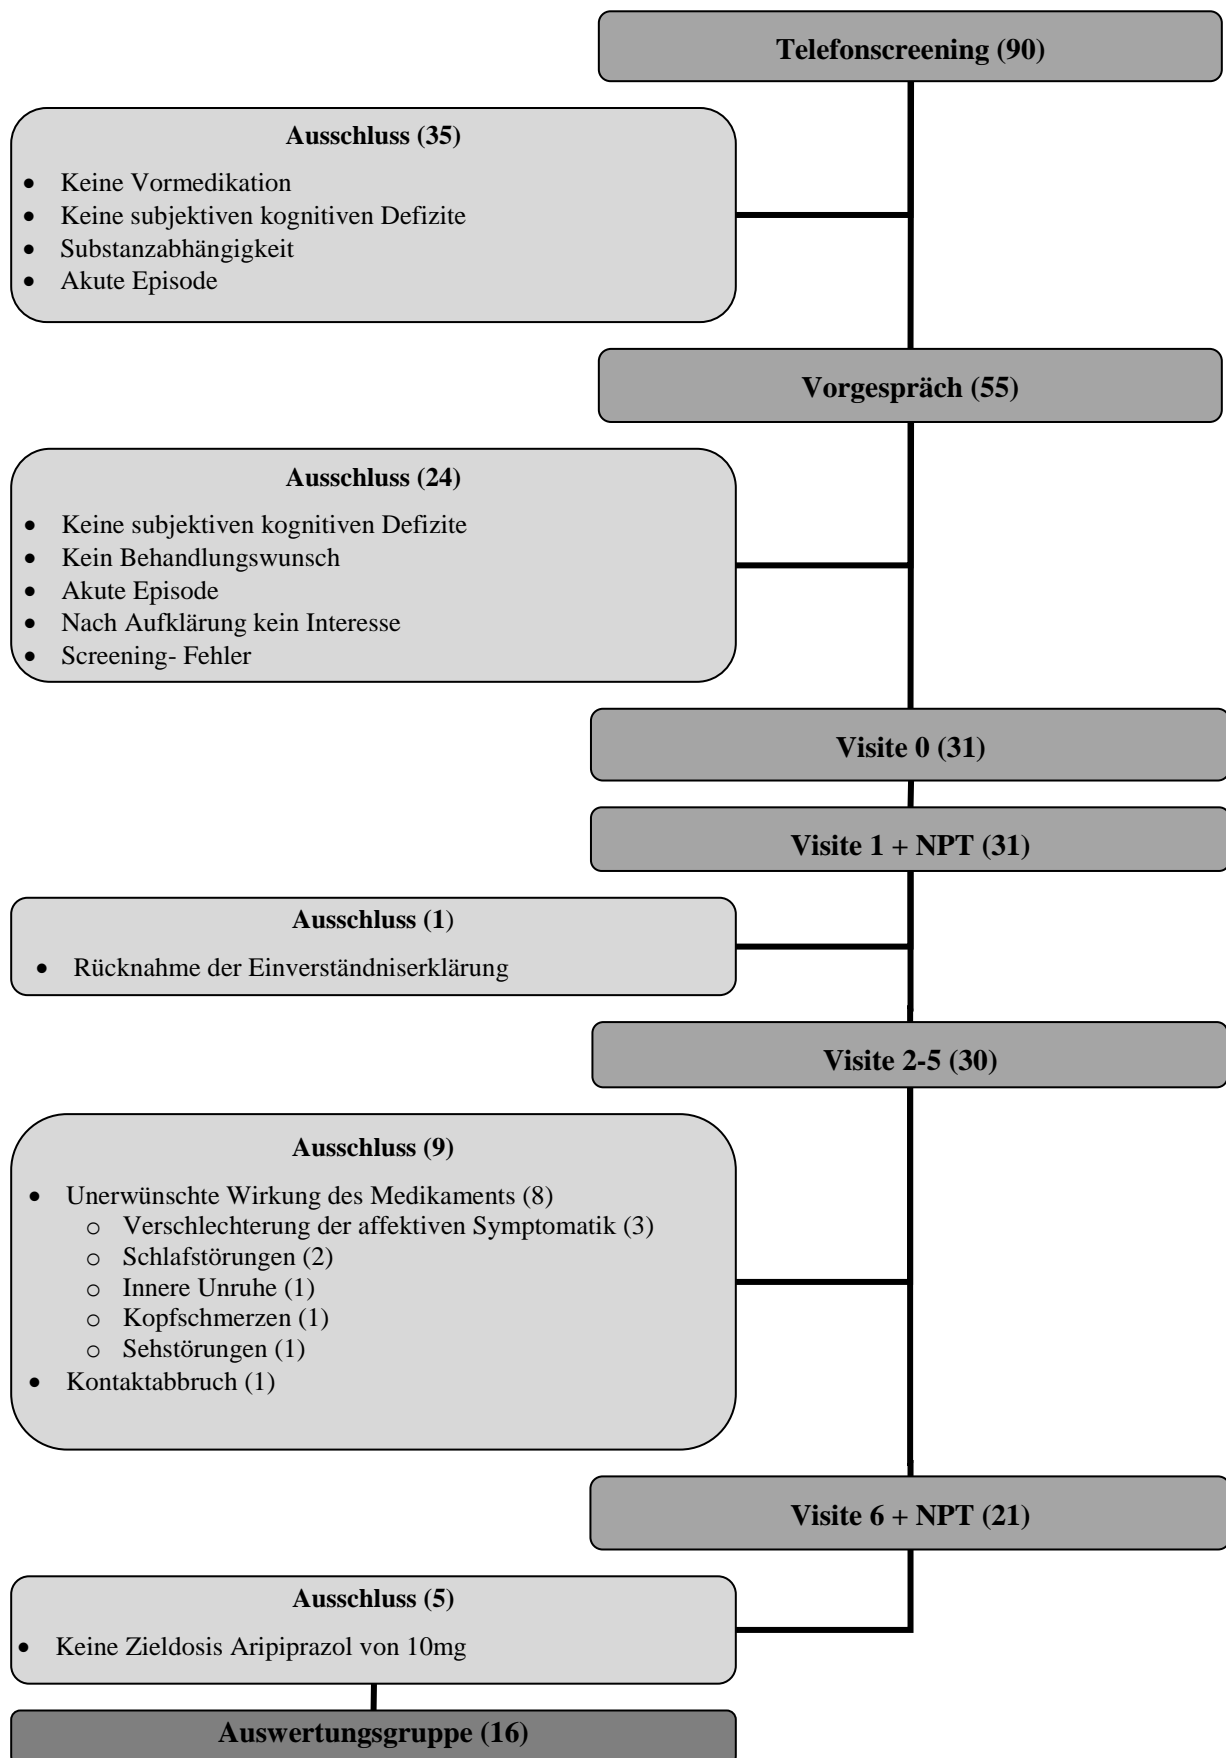 Telefonscreening (90)
Ausschluss (35)
• Keine Vormedikation
• Keine subjektiven kognitiven Defizite
• Substanzabhängigkeit
• Akute Episode
Vorgespräch (55)
Ausschluss (24)
• Keine subjektiven kognitiven Defizite
• Kein Behandlungswunsch
• Akute Episode
• Nach Aufklärung kein Interesse
• Screening- Fehler
Visite 0 (31)
Visite 1 + NPT (31)
Ausschluss (1)
• Rücknahme der Einverständniserklärung
Visite 2-5 (30)
Ausschluss (9)
• Unerwünschte Wirkung des Medikaments (8)
o Verschlechterung der affektiven Symptomatik (3)
o Schlafstörungen (2)
o Innere Unruhe (1)
o Kopfschmerzen (1)
o Sehstörungen (1)
• Kontaktabbruch (1)
Visite 6 + NPT (21)
Ausschluss (5)
• Keine Zieldosis Aripiprazol von 10mg
Auswertungsgruppe (16)